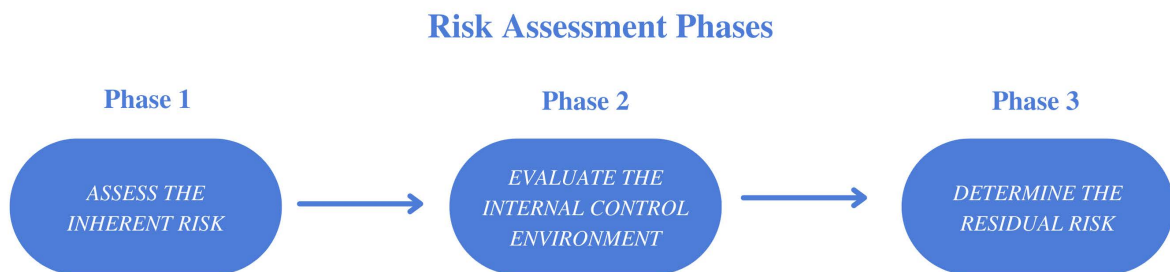 Risk Assessment Phases
Phase 1
ASSESS THE
INHERENT RISK
Phase 2
EVALUATE THE
INTERNAL CONTROL
ENVIRONMENT
Phase 3
DETERMINE THE
RESIDUAL RISK